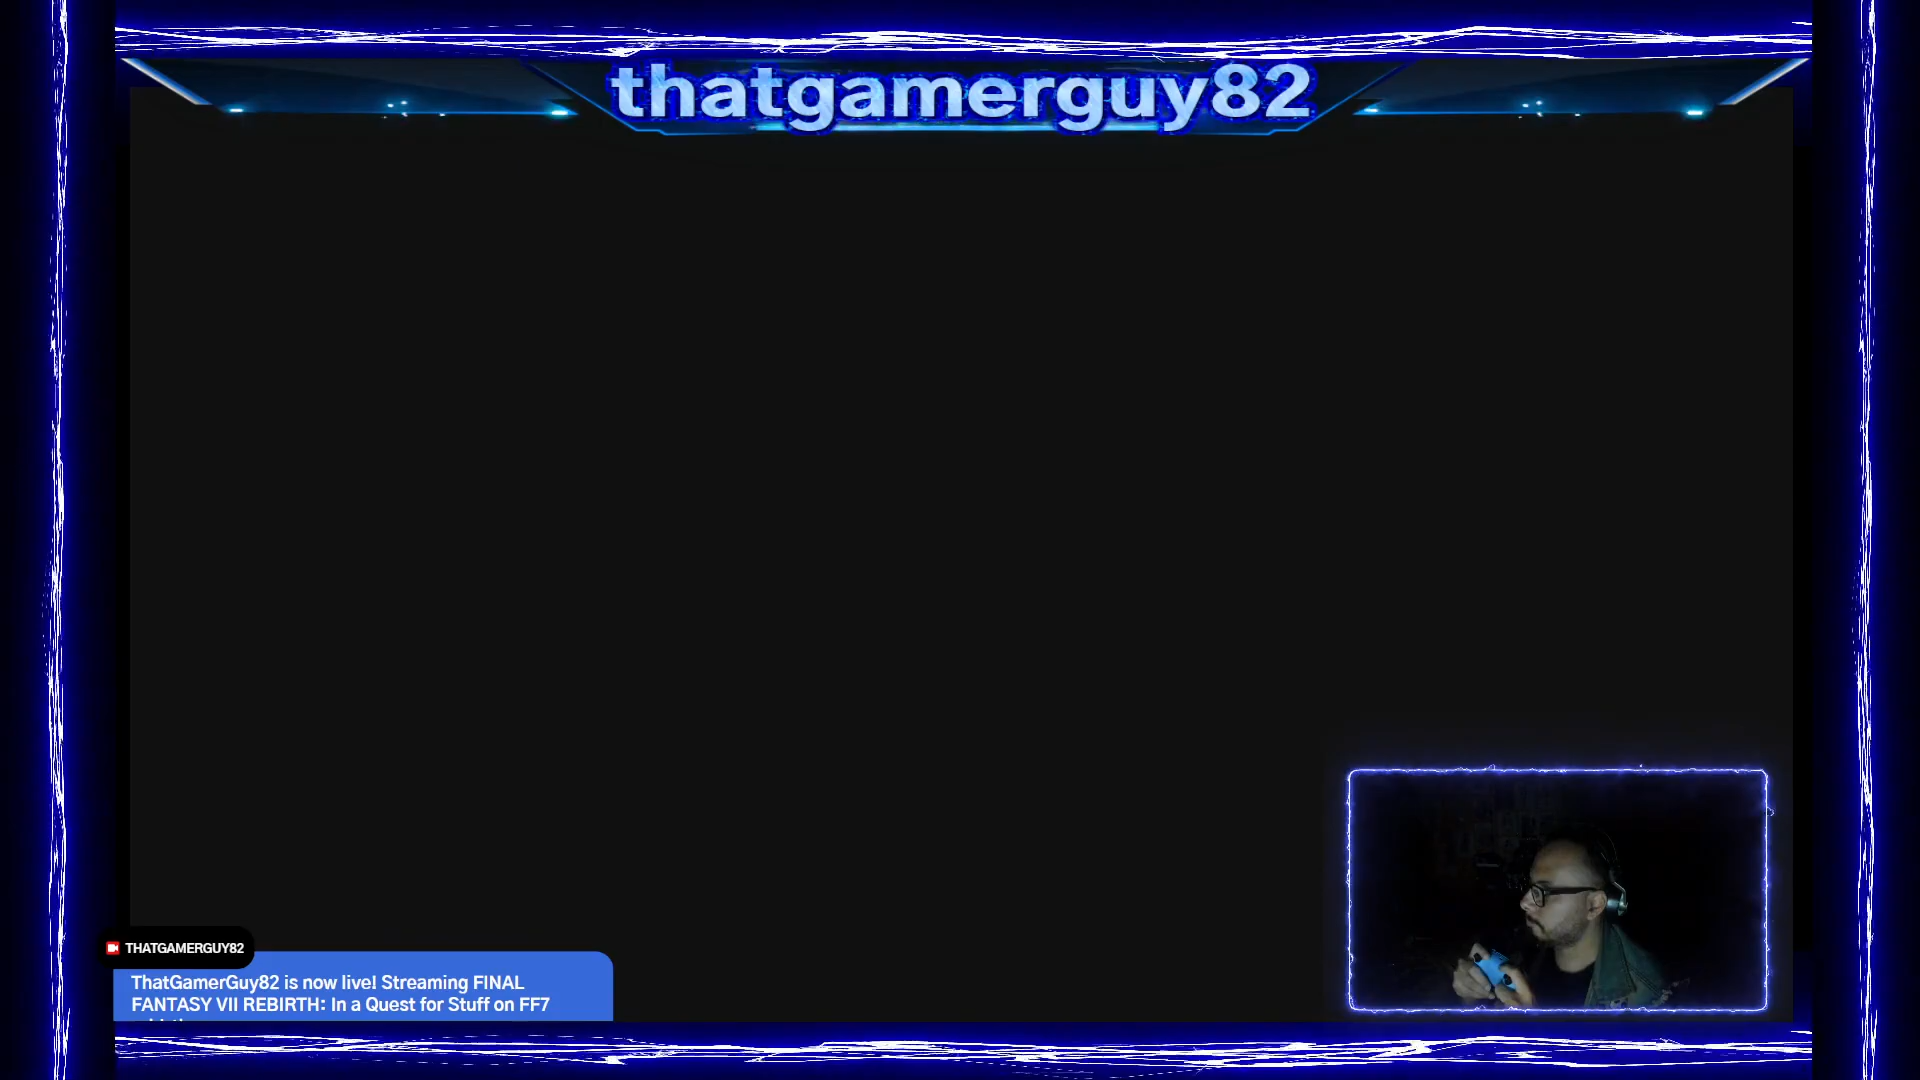 thatgamerguy82
THATGAMERGUY82
ThatGamerGuy82 is now live! Streaming FINAL
FANTASY VII REBIRTH: In a Quest for Stuff on FF7